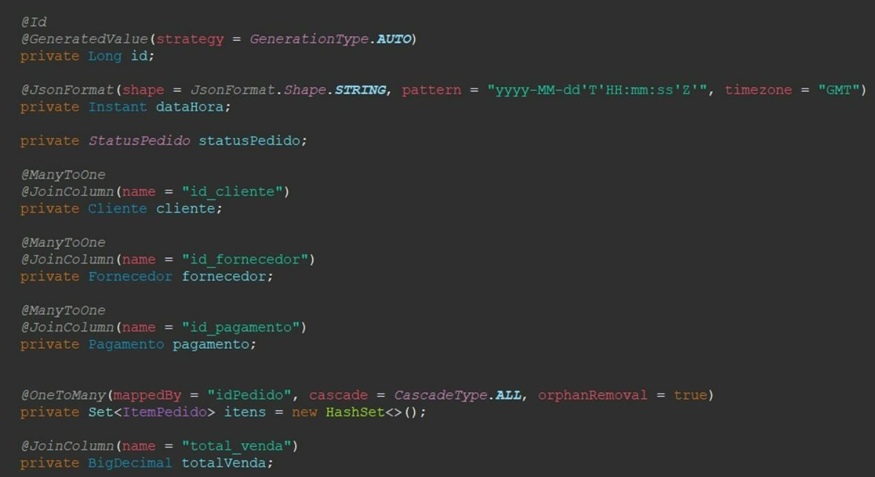 @Id
@GeneratedValue(strategy = GenerationType.AUTO)
private Long id;
@JsonFormat(shape = JsonFormat.Shape.STRING, pattern = "yyyy-MM-dd'T'HH:mm:ss'Z'", timezone = "GMT")
private Instant dataHora;
private StatusPedido statusPedido;
@ManyToOne
@JoinColumn(name = "id_cliente")
private Cliente cliente;
@ManyToOne
@JoinColumn(name = "id_fornecedor")
private Fornecedor fornecedor;
@ManyToOne
@JoinColumn(name = "id_pagamento")
private Pagamento pagamento;
@OneToMany(mappedBy = "idPedido", cascade = CascadeType.ALL, orphanRemoval = true)
private Set<ItemPedido> itens = new HashSet<>();
@JoinColumn(name = "total_venda")
private BigDecimal totalVenda;